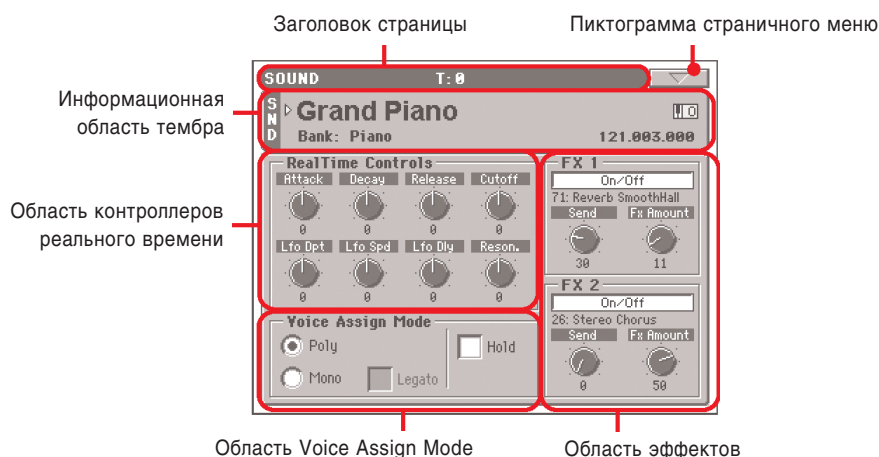 Заголовок страницы
Пиктограмма страничного меню
SOUND T:0
Информационная
область тембра
SND
Grand Piano
Bank: Piano 121.003.000
Область контроллеров
реального времени
RealTime Controls
Attack Decay Release Cutoff
0 0 0 0
Lfo Dpt Lfo Spd Lfo Dly Reson.
0 0 0 0
FX 1
On/Off
71: Reverb SmoothHall
Send Fx Amount
30 11
FX 2
On/Off
26: Stereo Chorus
Send Fx Amount
0 50
Voice Assign Mode
Poly
Hold
Mono
Legato
Область Voice Assign Mode
Область эффектов